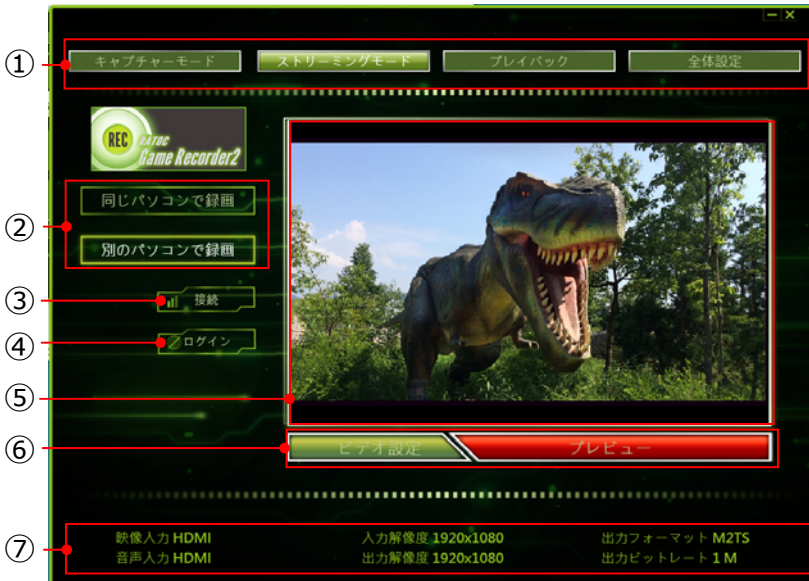 ① キャプチャーモード ストリーミングモード プレイバック 全体設定
REC RATOC
Game Recorder2
② 同じパソコンで録画
別のパソコンで録画
③ 接続
④ ログイン
⑤
⑥ ビデオ設定 プレビュー
⑦ 映像入力 HDMI 入力解像度 1920x1080 出力フォーマット M2TS
音声入力 HDMI 出力解像度 1920x1080 出力ビットレート 1 M